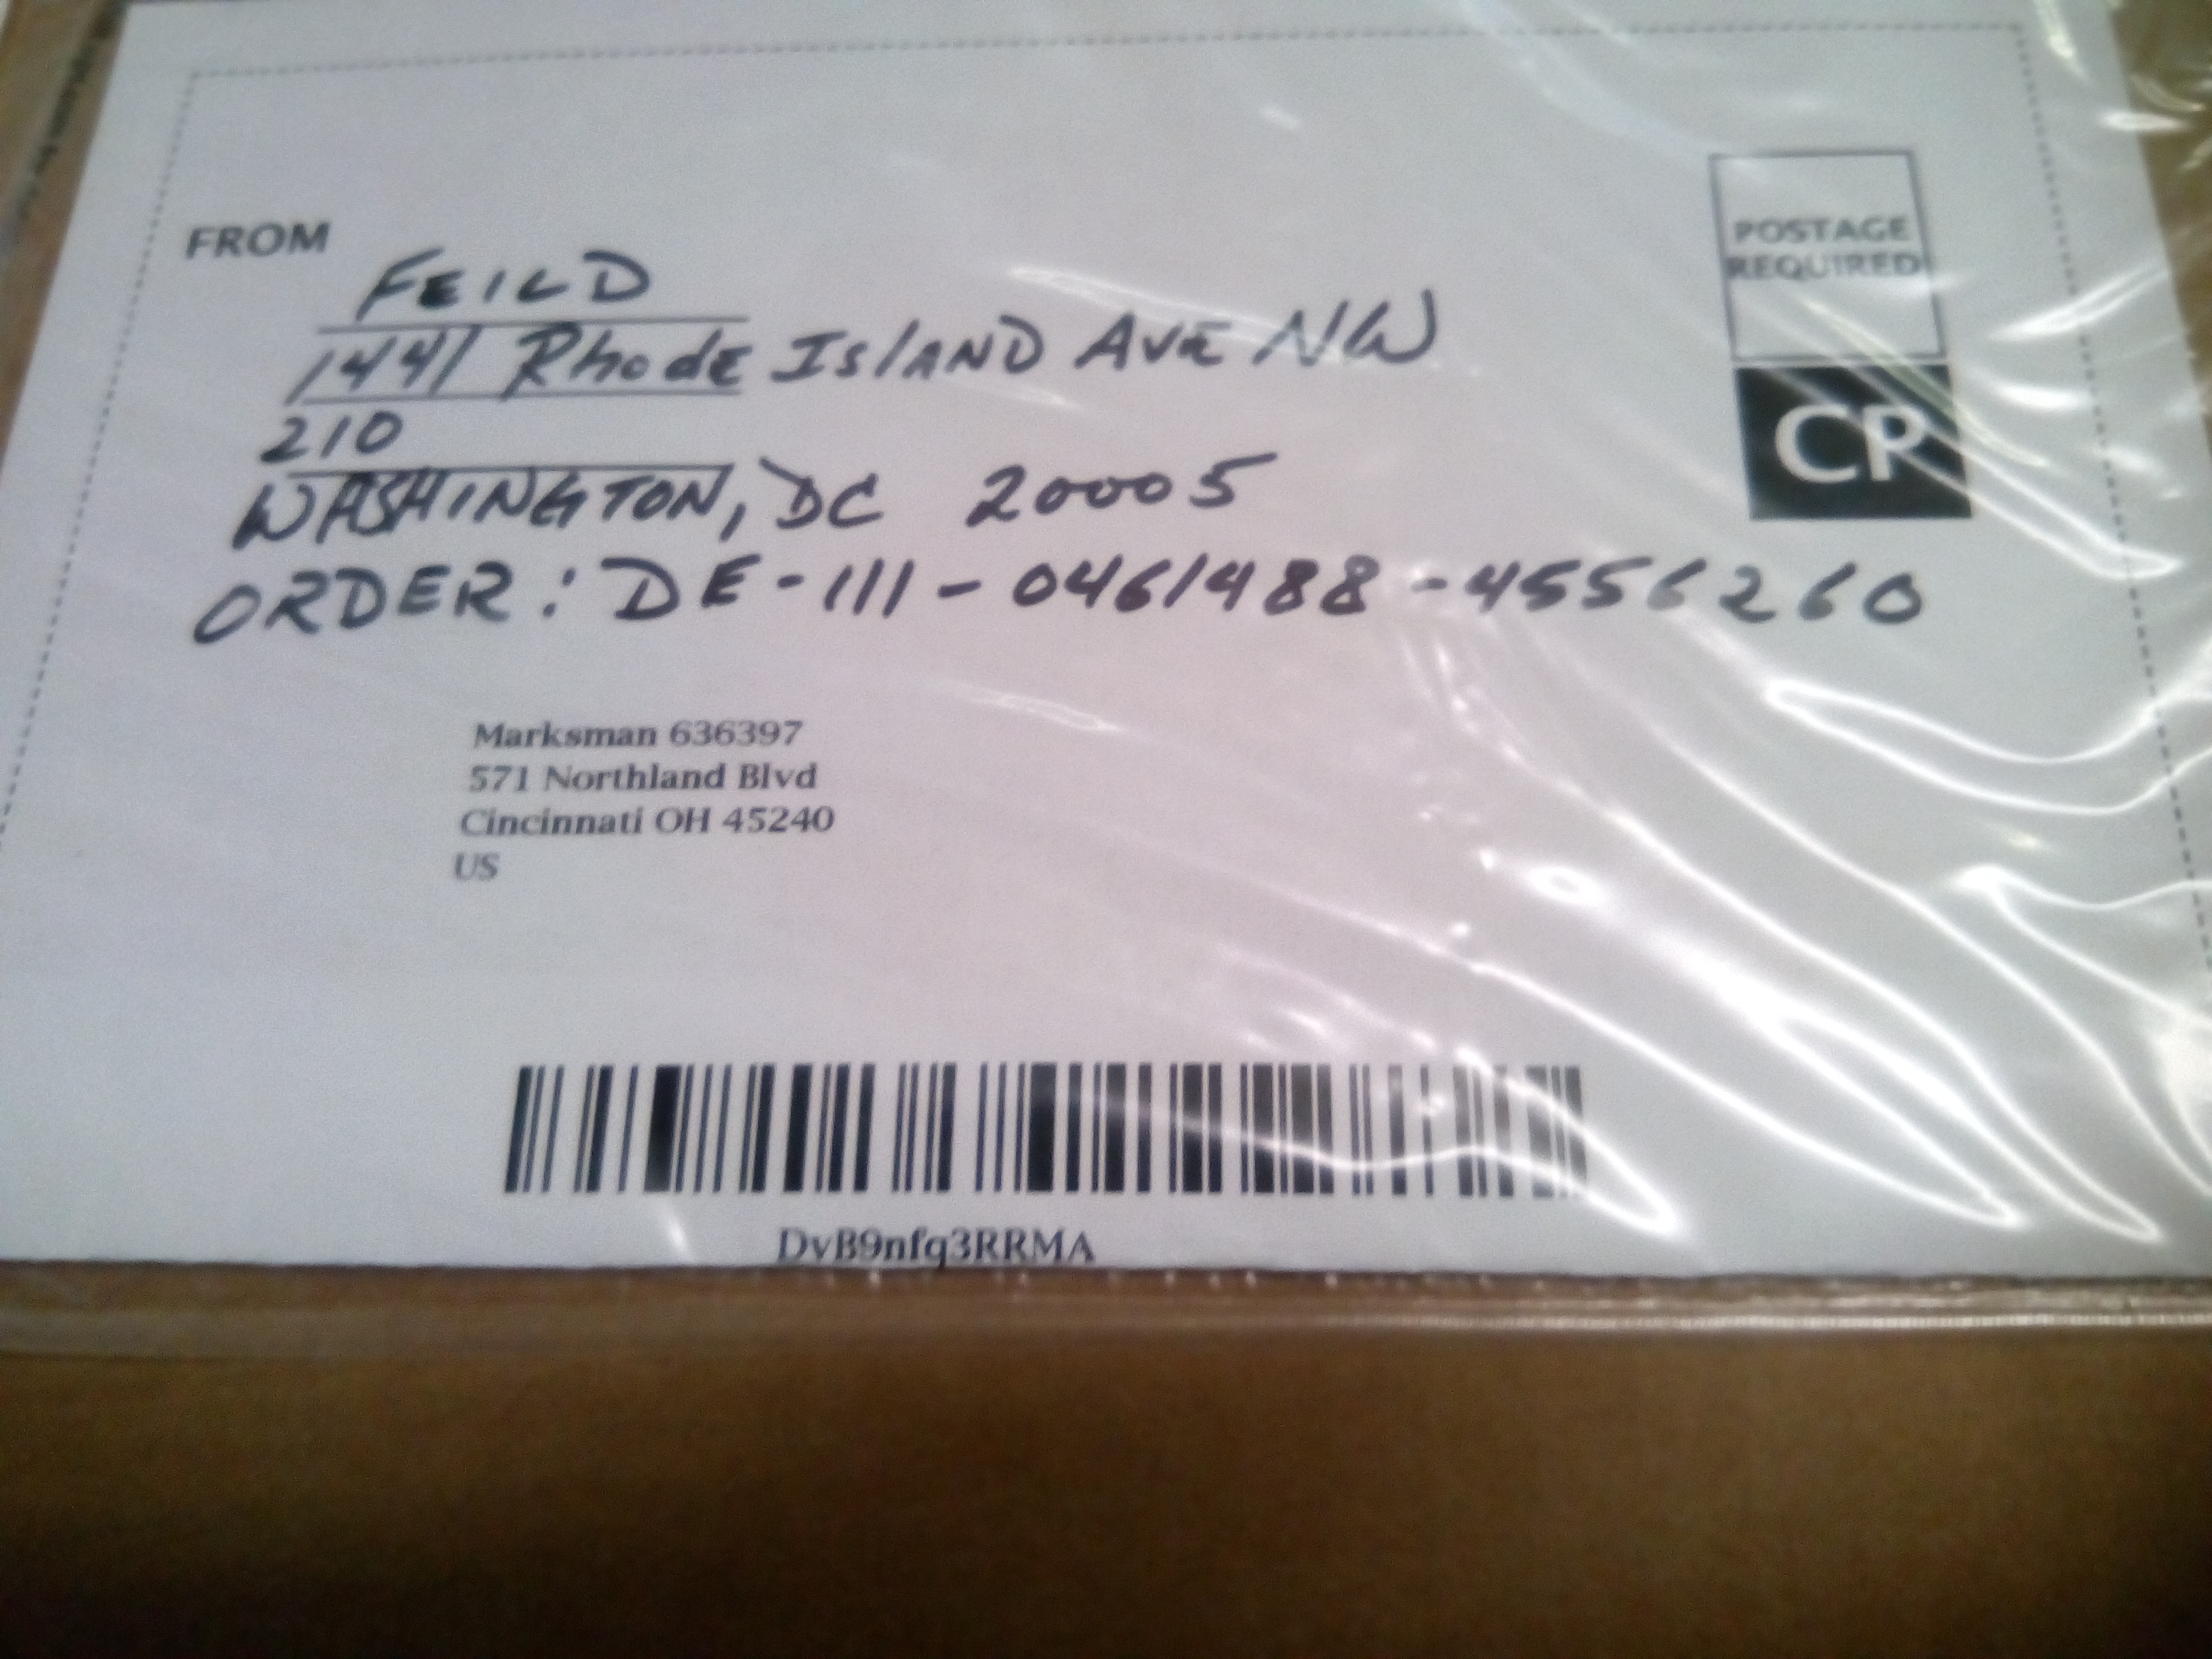 FROM
FEILD
1441 Rhode Island Ave NW
210
WASHINGTON, DC 20005
ORDER: DE-111-0461488-4556260
POSTAGE
REQUIRED
CP
Marksman 636397
571 Northland Blvd
Cincinnati OH 45240
US
DvB9nfq3RRMA